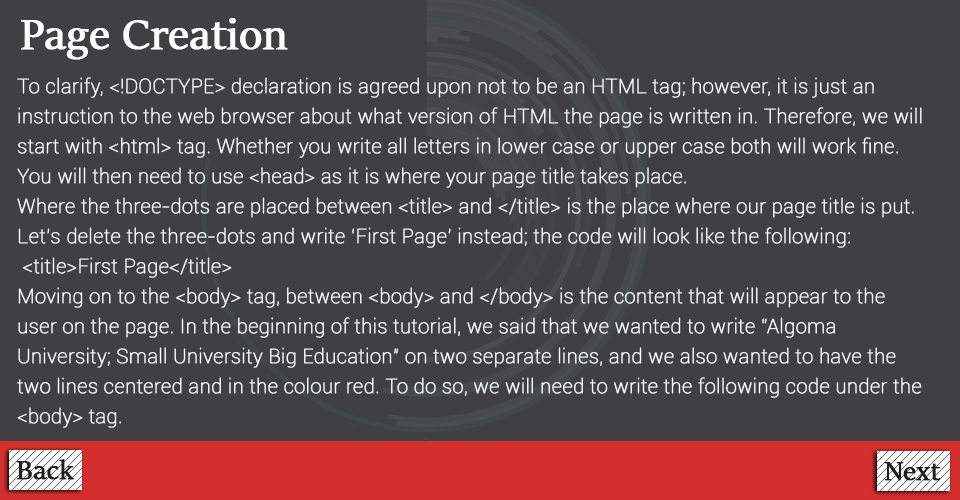 Page Creation
To clarify, <!DOCTYPE> declaration is agreed upon not to be an HTML tag; however, it is just an
instruction to the web browser about what version of HTML the page is written in. Therefore, we will
start with <html> tag. Whether you write all letters in lower case or upper case both will work fine.
You will then need to use <head> as it is where your page title takes place.
Where the three-dots are placed between <title> and </title> is the place where our page title is put.
Let's delete the three-dots and write 'First Page' instead; the code will look like the following:
<title>First Page</title>
Moving on to the <body> tag, between <body> and </body> is the content that will appear to the
user on the page. In the beginning of this tutorial, we said that we wanted to write "Algoma
University; Small University Big Education" on two separate lines, and we also wanted to have the
two lines centered and in the colour red. To do so, we will need to write the following code under the
<body> tag.
Back
Next